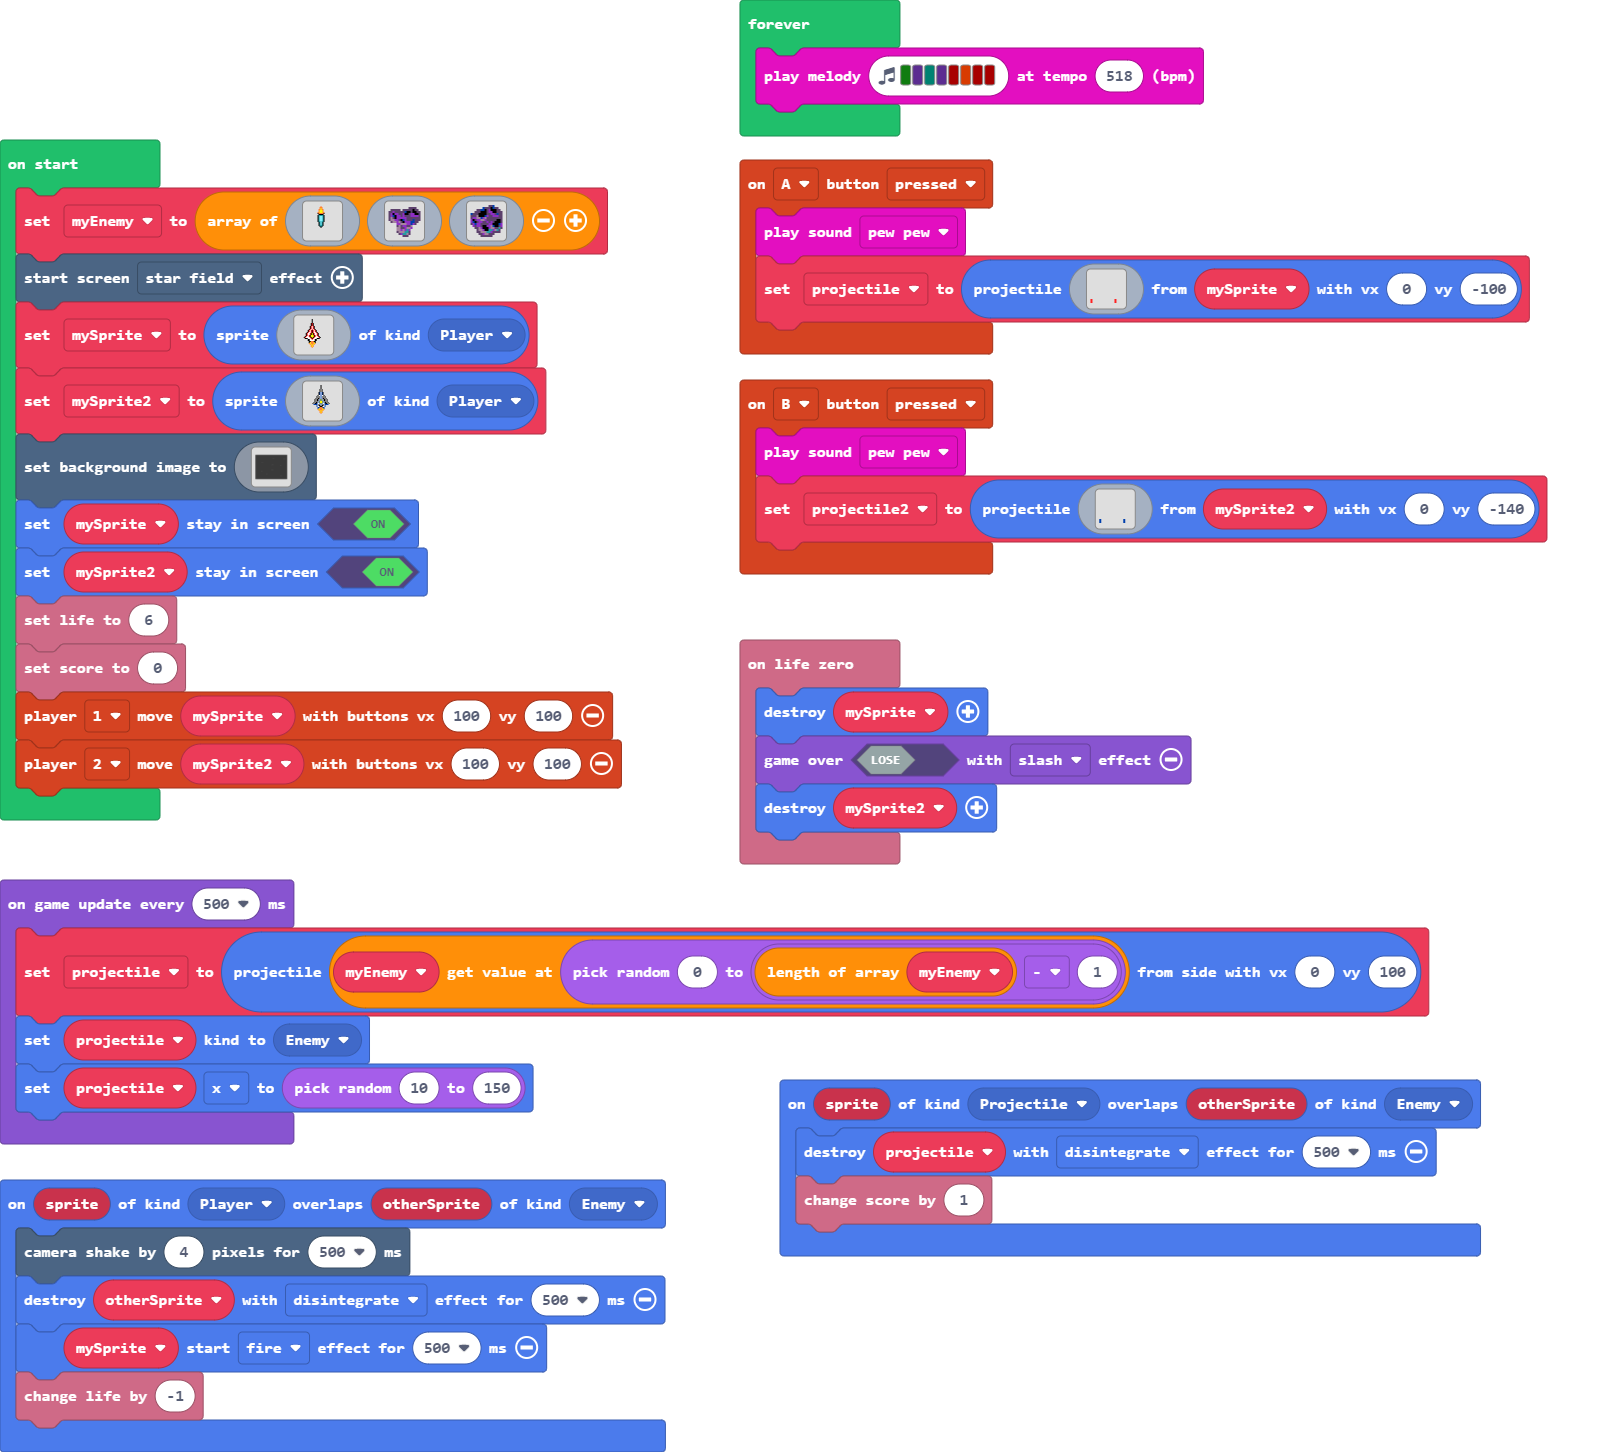 forever
play melody at tempo 518 (bpm)
on start
set myEnemy to array of
start screen star field effect
set mySprite to sprite of kind Player
set mySprite2 to sprite of kind Player
set background image to
set mySprite stay in screen ON
set mySprite2 stay in screen ON
set life to 6
set score to 0
player 1 move mySprite with buttons vx 100 vy 100
player 2 move mySprite2 with buttons vx 100 vy 100
on A button pressed
play sound pew pew
set projectile to projectile from mySprite with vx 0 vy -100
on B button pressed
play sound pew pew
set projectile2 to projectile from mySprite2 with vx 0 vy -140
on life zero
destroy mySprite
game over LOSE with slash effect
destroy mySprite2
on game update every 500 ms
set projectile to projectile myEnemy get value at pick random 0 to length of array myEnemy - 1 from side with vx 0 vy 100
set projectile kind to Enemy
set projectile x to pick random 10 to 150
on sprite of kind Player overlaps otherSprite of kind Enemy
camera shake by 4 pixels for 500 ms
destroy otherSprite with disintegrate effect for 500 ms
mySprite start fire effect for 500 ms
change life by -1
on sprite of kind Projectile overlaps otherSprite of kind Enemy
destroy projectile with disintegrate effect for 500 ms
change score by 1